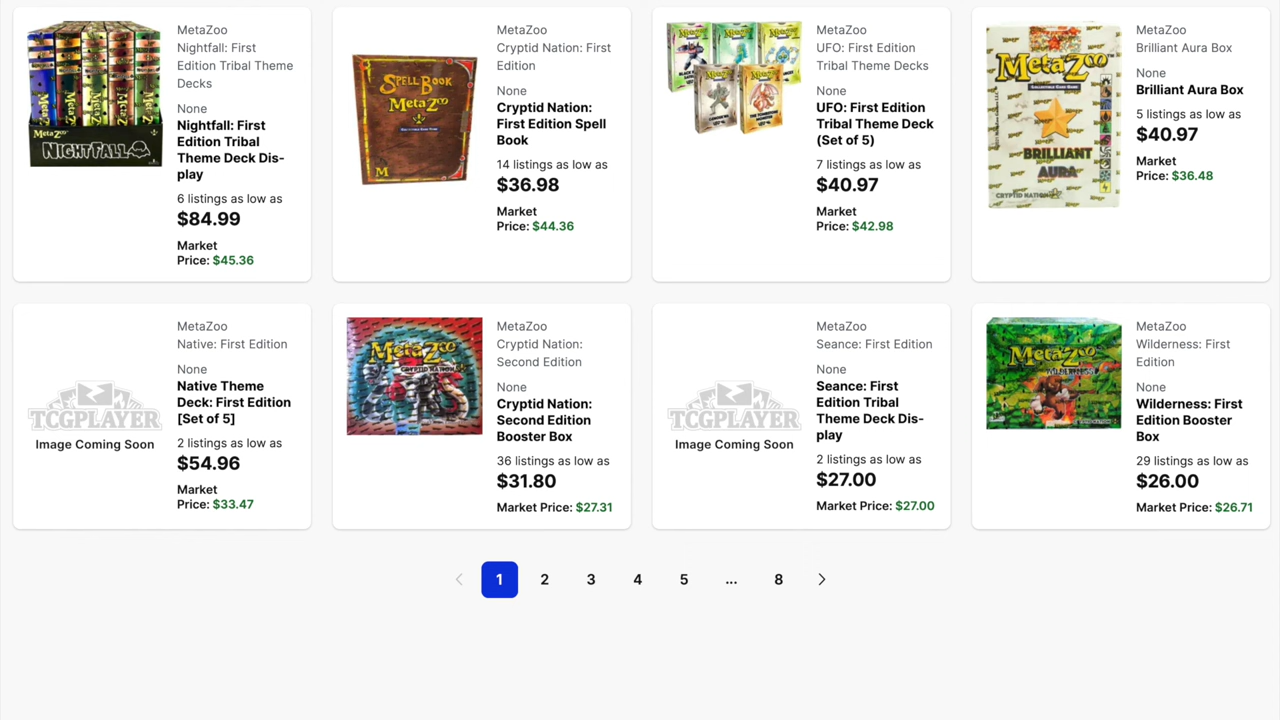 MetaZoo
Nightfall: First
Edition Tribal Theme
Decks
None
Nightfall: First
Edition Tribal
Theme Deck Dis-
play
6 listings as low as
$84.99
Market
Price: $45.36
MetaZoo
NIGHTFALL
MetaZoo
Cryptid Nation: First
Edition
None
Cryptid Nation:
First Edition Spell
Book
14 listings as low as
$36.98
Market
Price: $44.36
SPELL BOOK
MetaZoo
M
MetaZoo
UFO: First Edition
Tribal Theme Decks
None
UFO: First Edition
Tribal Theme Deck
(Set of 5)
7 listings as low as
$40.97
Market
Price: $42.98
MetaZoo
Brilliant Aura Box
None
Brilliant Aura Box
5 listings as low as
$40.97
Market
Price: $36.48
MetaZoo
BRILLIANT
AURA
CRYPTID NATION
MetaZoo
Native: First Edition
None
Native Theme
Deck: First Edition
[Set of 5]
2 listings as low as
$54.96
Market
Price: $33.47
TCGPLAYER
Image Coming Soon
MetaZoo
Cryptid Nation:
Second Edition
None
Cryptid Nation:
Second Edition
Booster Box
36 listings as low as
$31.80
Market Price: $27.31
MetaZoo
CRYPTID NATION
MetaZoo
Seance: First Edition
None
Seance: First
Edition Tribal
Theme Deck Dis-
play
2 listings as low as
$27.00
Market Price: $27.00
TCGPLAYER
Image Coming Soon
MetaZoo
Wilderness: First
Edition
None
Wilderness: First
Edition Booster
Box
29 listings as low as
$26.00
Market Price: $26.71
MetaZoo
WILDERNESS
1 2 3 4 5 ... 8